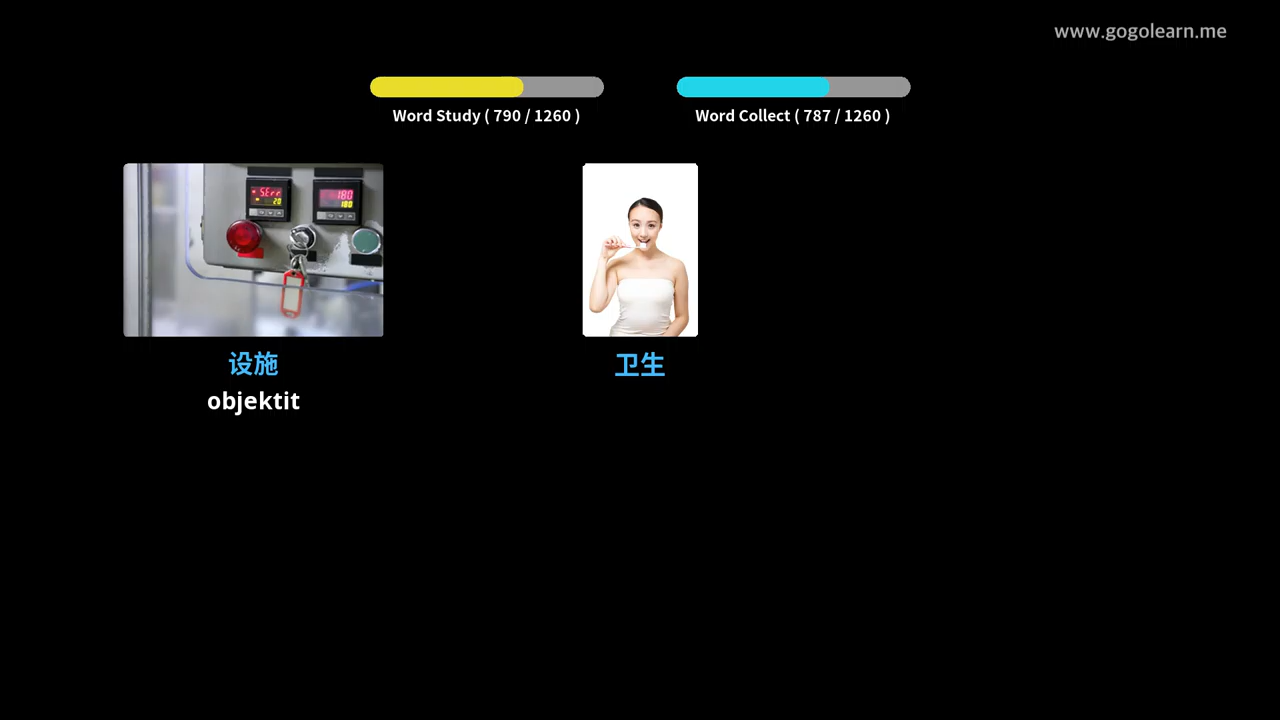 www.gogolearn.me
Word Study ( 790 / 1260 )
Word Collect ( 787 / 1260 )
设施
objektit
卫生